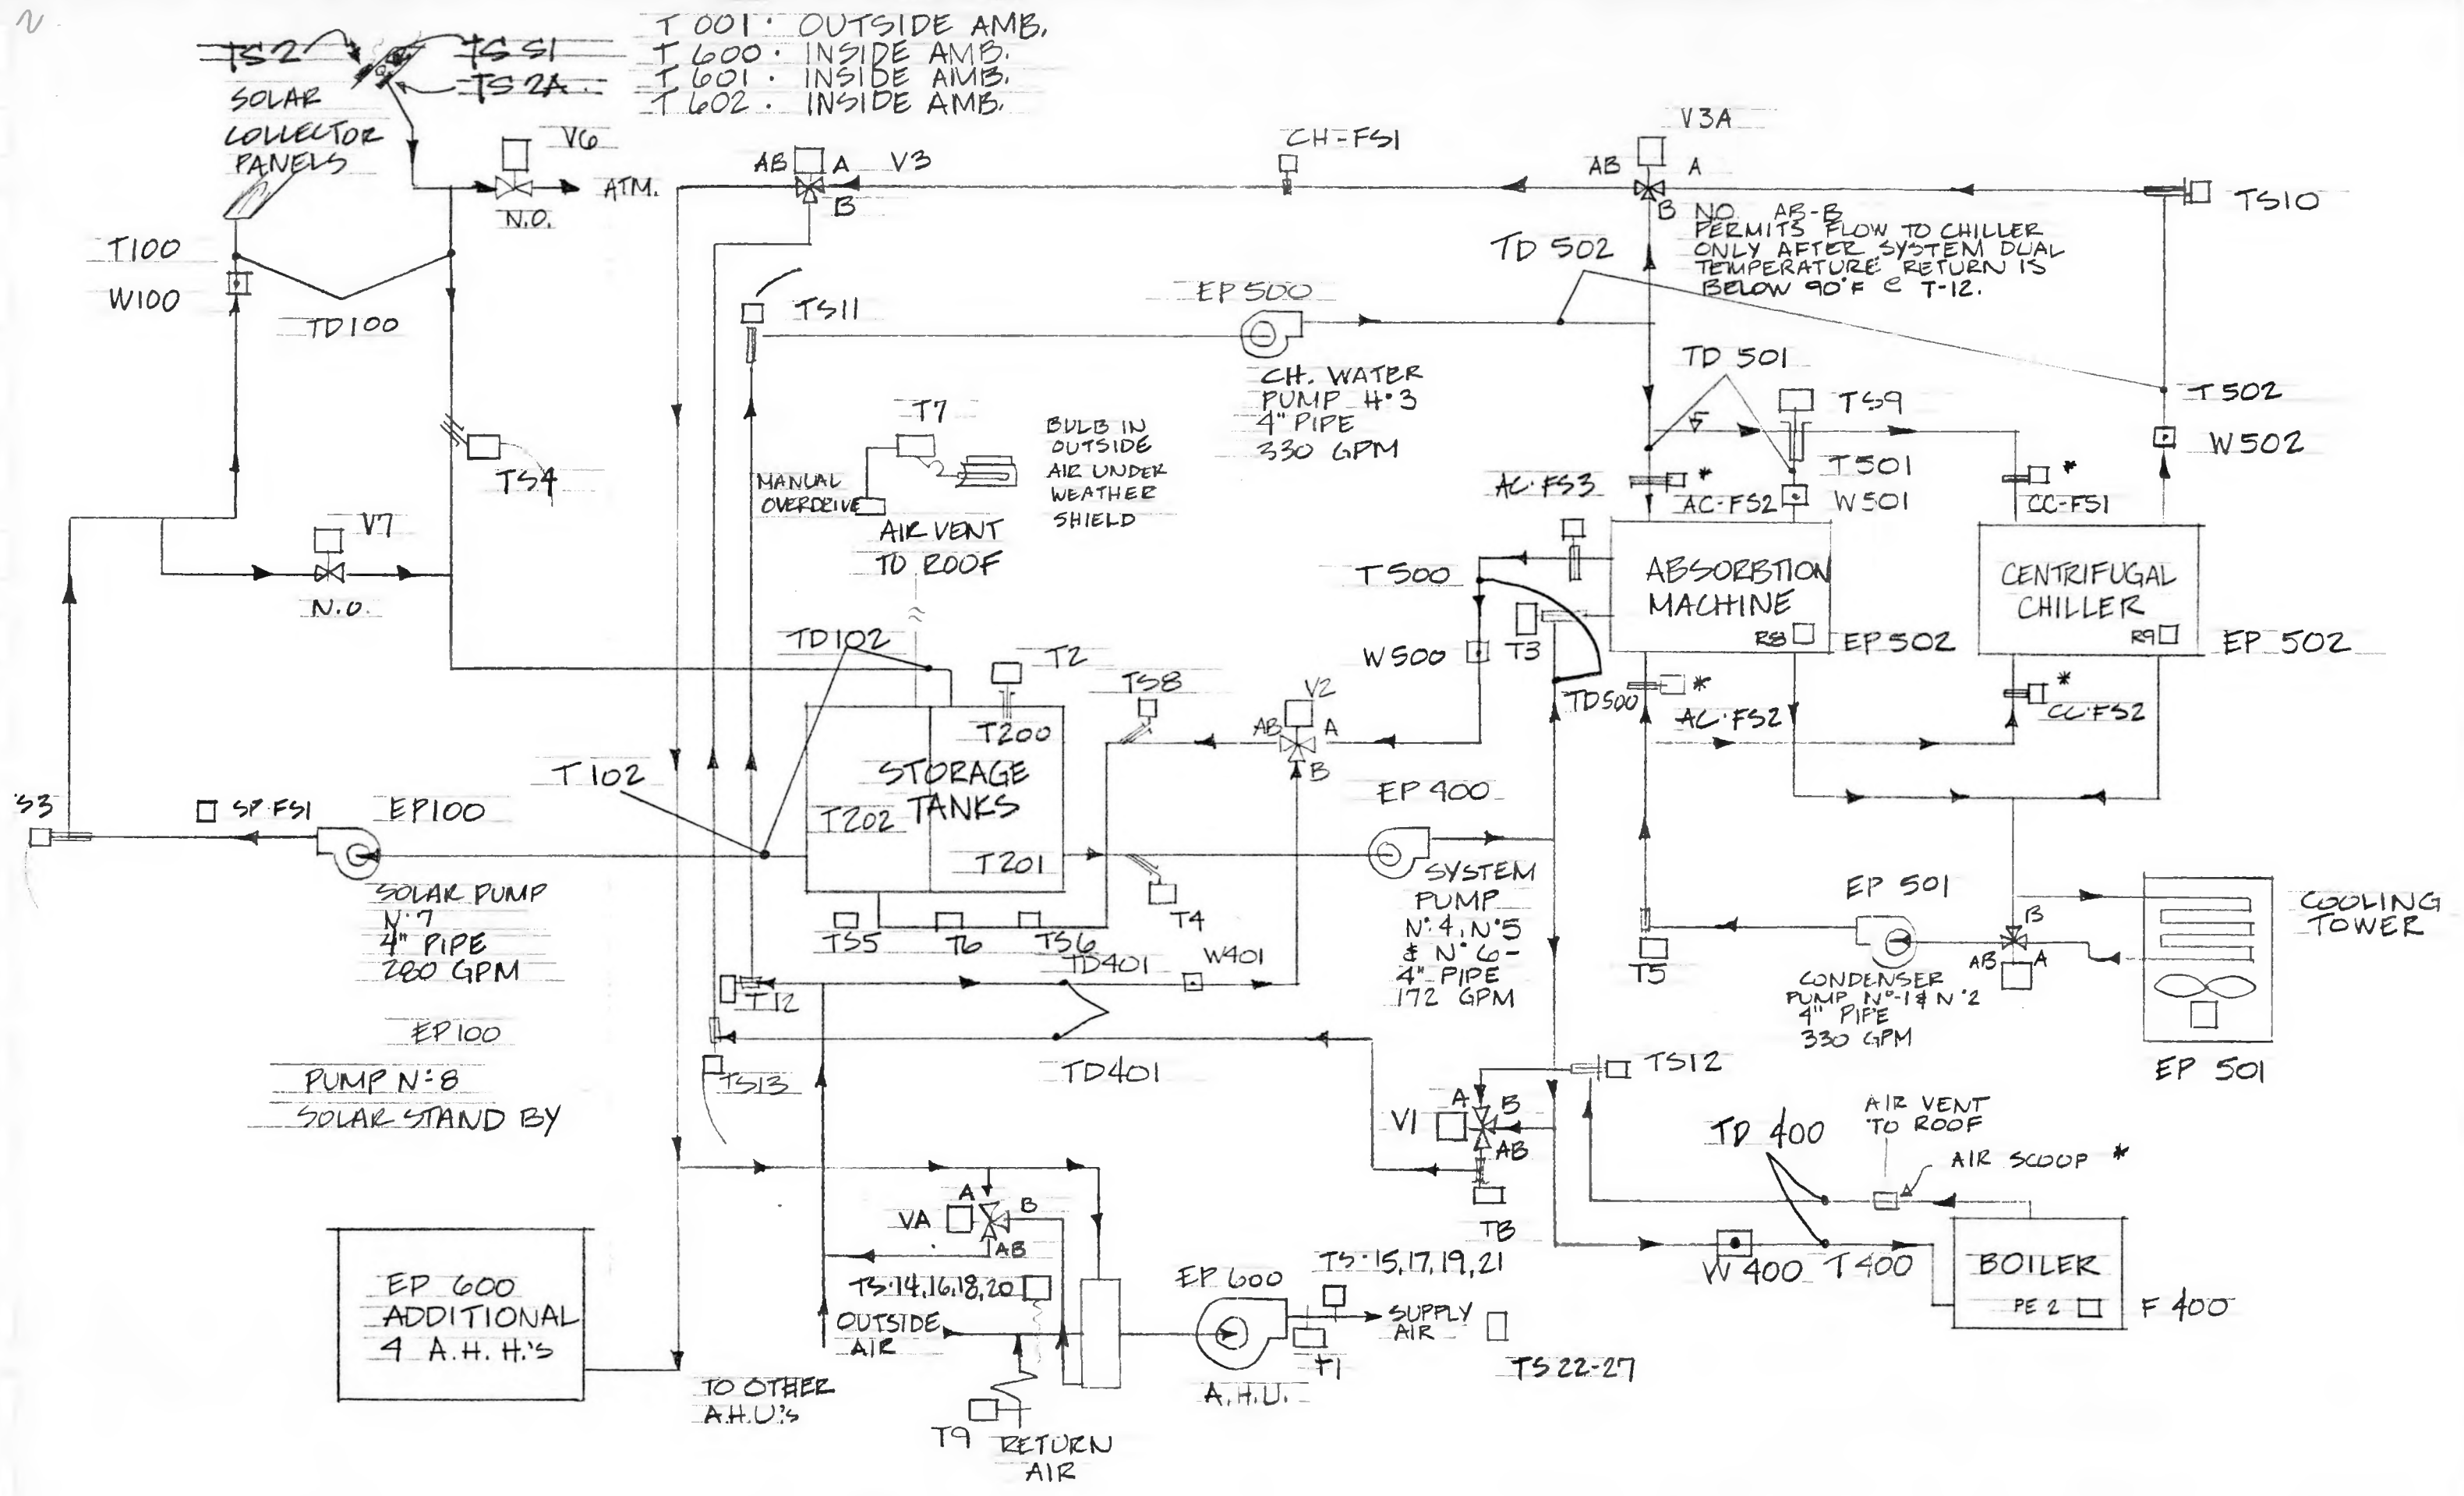 T 001 : OUTSIDE AMB.
T 600 : INSIDE AMB.
T 601 : INSIDE AMB.
T 602 : INSIDE AMB.
TS2
TSS1
TS2A
SOLAR
COLLECTOR
PANELS
V6
ATM.
N.O.
T100
W100
TD100
TS4
V7
N.O.
AB A V3
B
CH-FS1
V3A
AB A
B
TS10
N.O. AB-B
PERMITS FLOW TO CHILLER
ONLY AFTER SYSTEM DUAL
TEMPERATURE RETURN IS
BELOW 90°F @ T-12.
TD 502
EP 500
TS11
CH. WATER
PUMP N°3
4" PIPE
330 GPM
TD 501
TS9
T 502
W 502
T7
MANUAL
OVERDRIVE
BULB IN
OUTSIDE
AIR UNDER
WEATHER
SHIELD
AIR VENT
TO ROOF
AC-FS3 *
AC-FS2
T501
W501
* CC-FS1
T 500
W 500
T3
TD500
ABSORBTION
MACHINE
R8
EP 502
CENTRIFUGAL
CHILLER
R9
EP 502
*
AC-FS2
*
CC-FS2
TD102
T2
T200
STORAGE
TANKS
T202
T201
TS8
V2
AB A
B
T 102
S3
SP-FS1
EP100
SOLAR PUMP
N°7
4" PIPE
280 GPM
EP100
PUMP N°8
SOLAR STAND BY
TS5
T6
TS6
T4
EP 400
SYSTEM
PUMP
N°4, N°5
& N°6-
4" PIPE
172 GPM
TD401
W401
T12
TS13
TD401
T5
EP 501
CONDENSER
PUMP N°-1 & N°2
4" PIPE
330 GPM
B
AB A
COOLING
TOWER
EP 501
TS12
A B
V1
AB
T8
TD 400
AIR VENT
TO ROOF
AIR SCOOP *
W 400 T400
BOILER
PE 2
F 400
A
VA B
AB
TS-14,16,18,20
OUTSIDE
AIR
EP 600
TS-15,17,19,21
SUPPLY
AIR
T1
TS 22-27
A.H.U.
T9
RETURN
AIR
EP 600
ADDITIONAL
4 A.H.H.'s
TO OTHER
A.H.U.'s